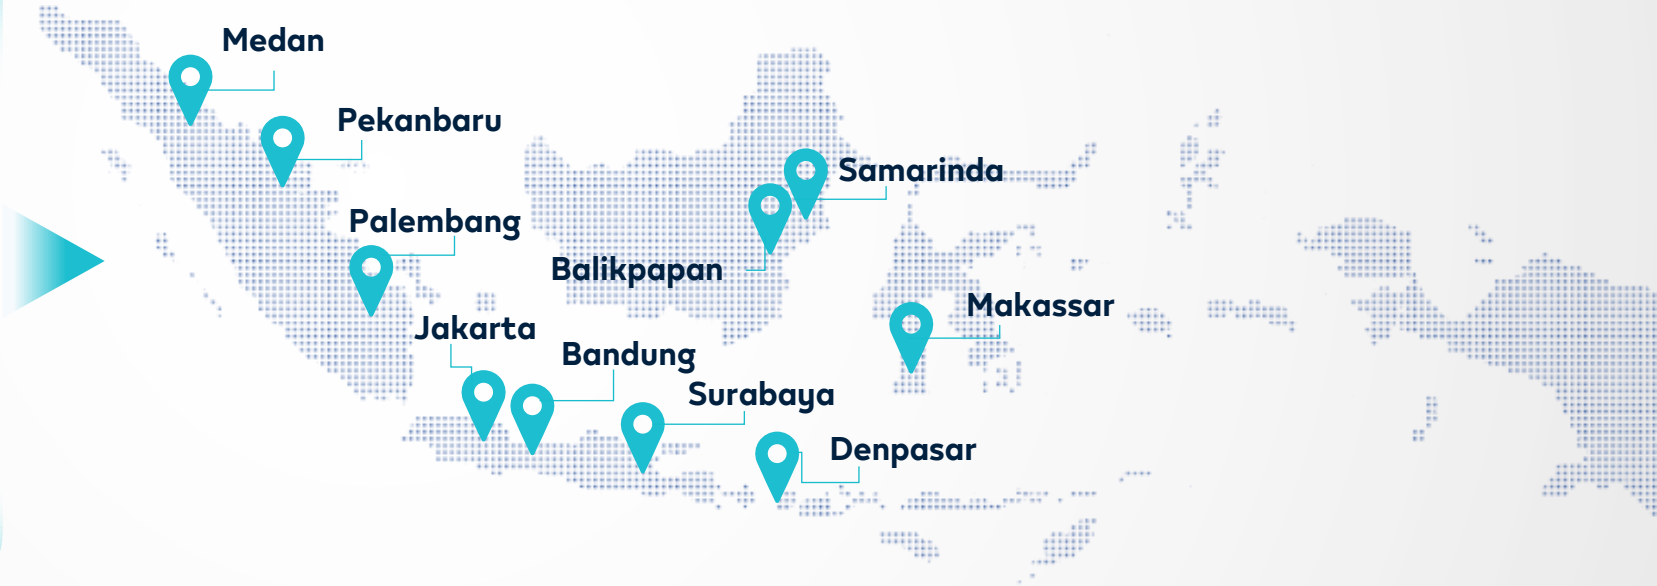 Medan
Pekanbaru
Samarinda
Palembang
Balikpapan
Makassar
Jakarta
Bandung
Surabaya
Denpasar